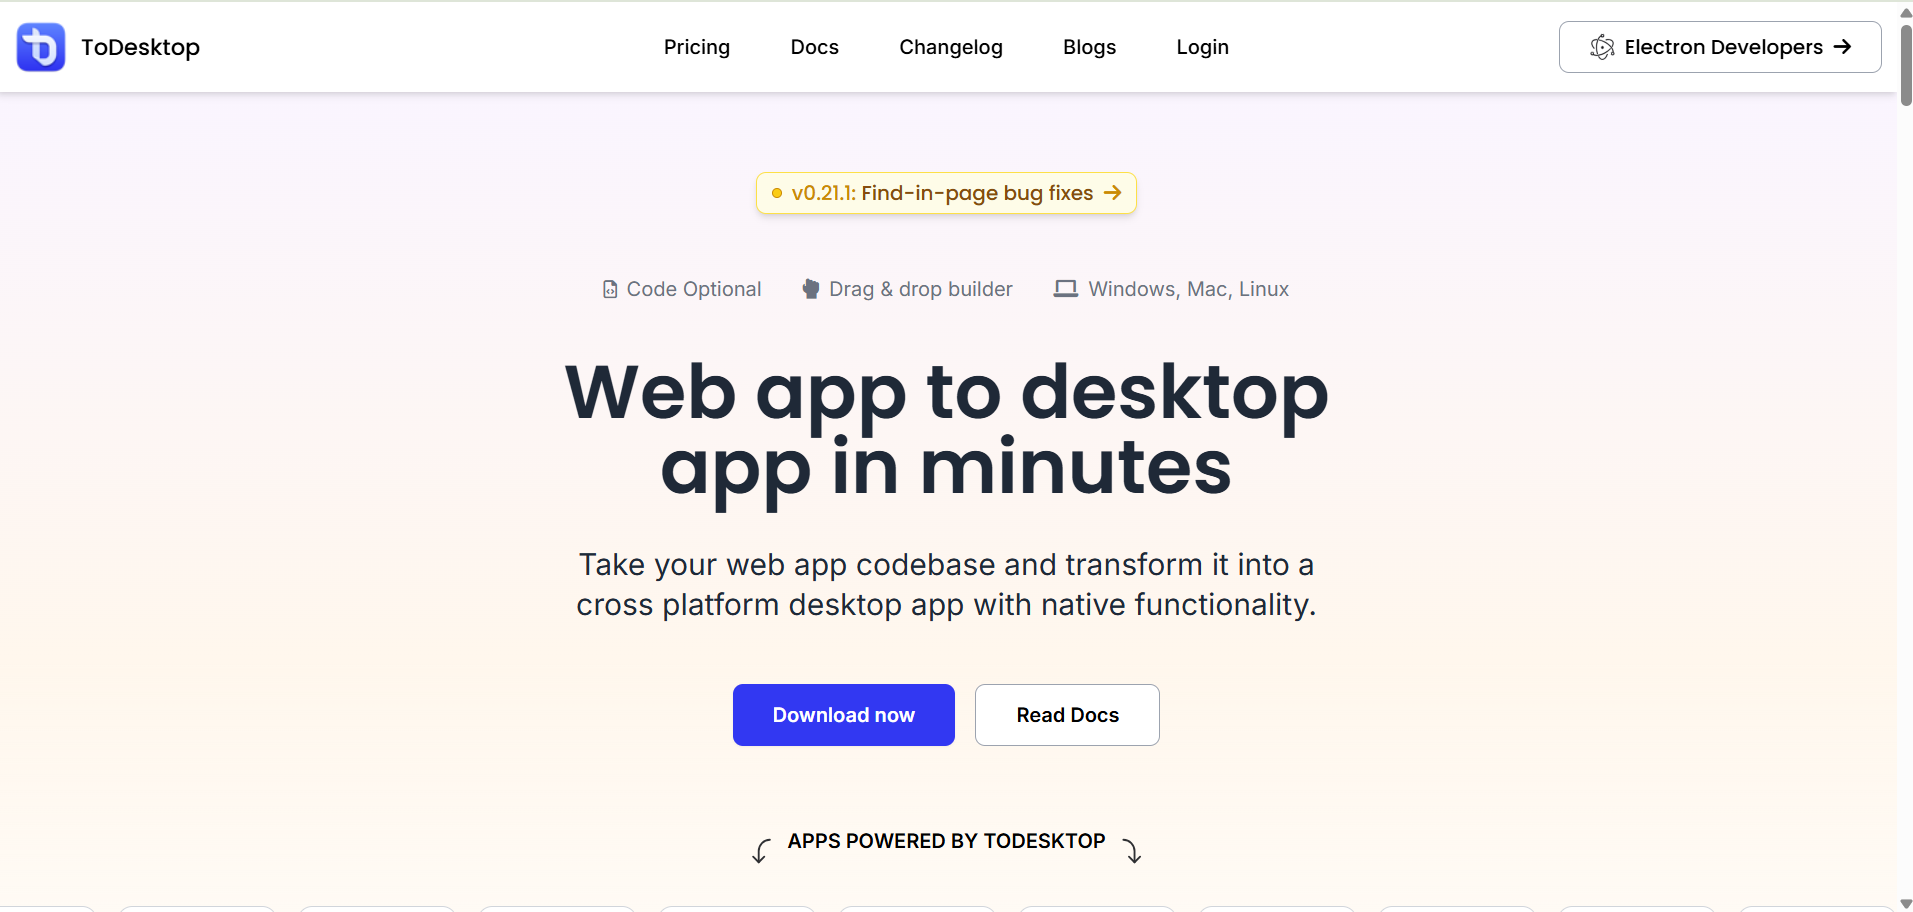 ToDesktop
Pricing
Docs
Changelog
Blogs
Login
Electron Developers →
v0.21.1: Find-in-page bug fixes →
Code Optional
Drag & drop builder
Windows, Mac, Linux
Web app to desktop
app in minutes
Take your web app codebase and transform it into a
cross platform desktop app with native functionality.
Download now
Read Docs
APPS POWERED BY TODESKTOP